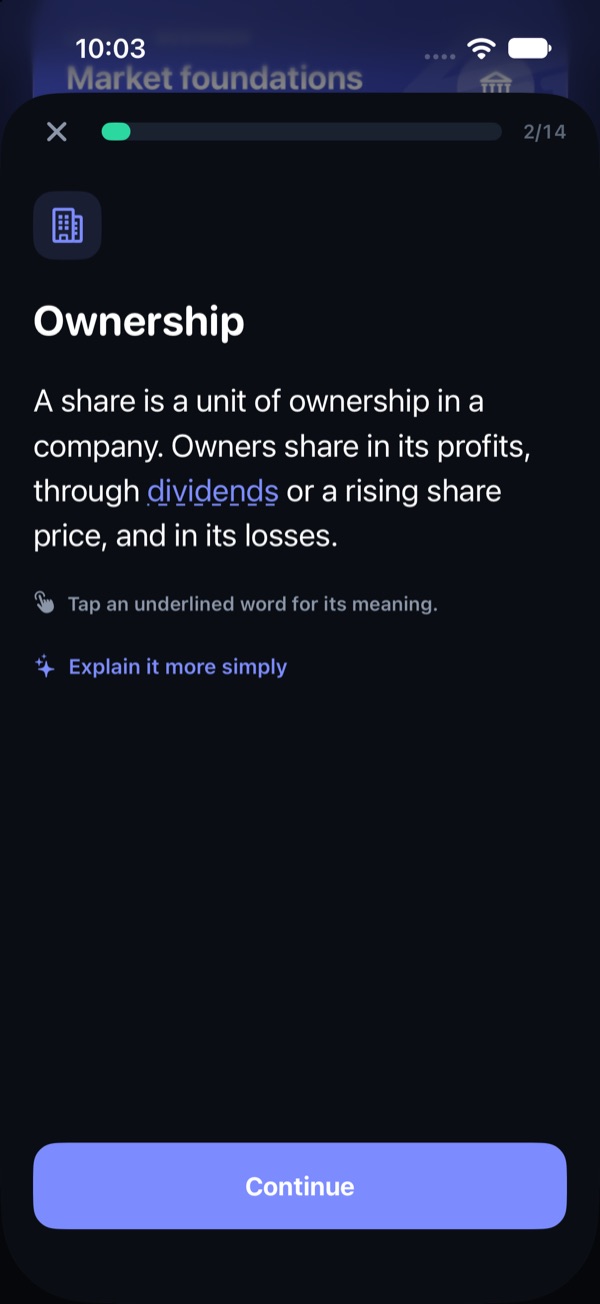 10:03
Market foundations
2/14
Ownership
A share is a unit of ownership in a
company. Owners share in its profits,
through dividends or a rising share
price, and in its losses.
Tap an underlined word for its meaning.
Explain it more simply
Continue